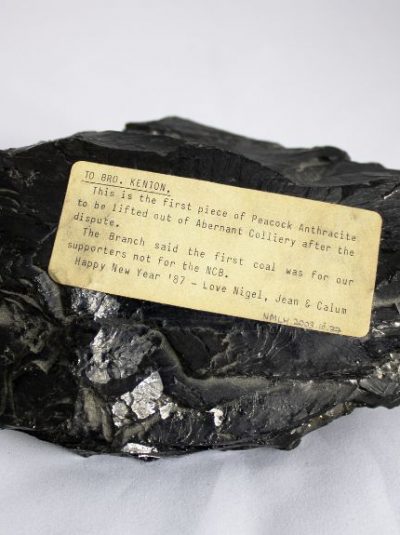 TO BRO. KENTON.
This is the first piece of Peacock Anthracite
to be lifted out of Abernant Colliery after the
dispute.
The Branch said the first coal was for our
supporters not for the NCB.
Happy New Year '87 – Love Nigel, Jean & Calum
NMLH 2003.16.33